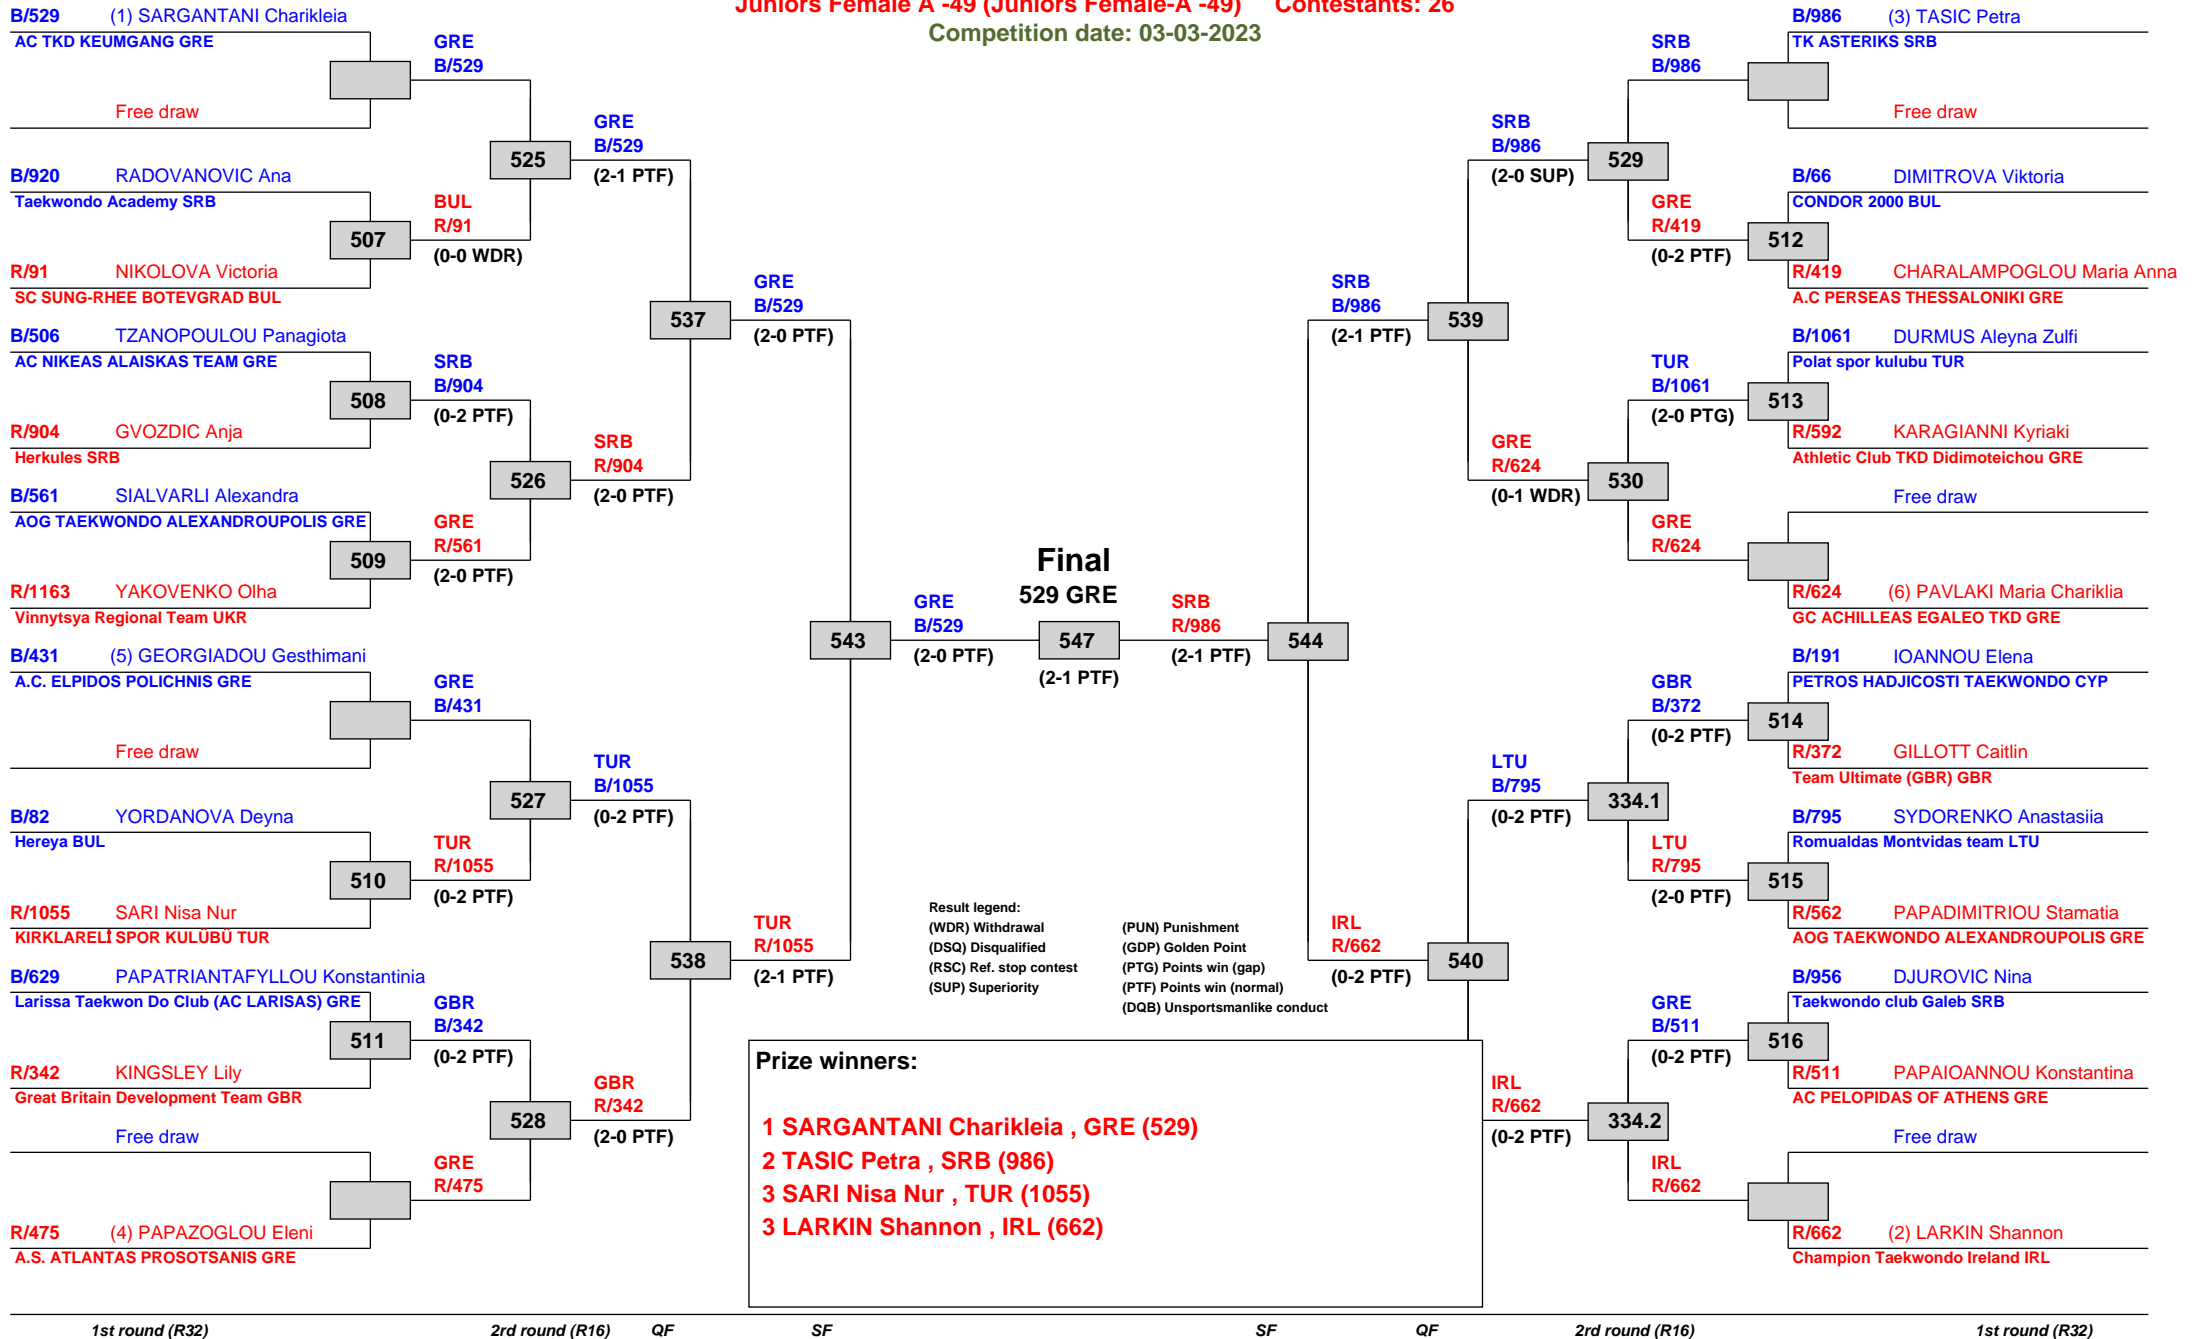 Juniors Female A -49 (Juniors Female-A -49) Contestants: 26
Competition date: 03-03-2023
B/529 (1) SARGANTANI Charikleia
AC TKD KEUMGANG GRE
Free draw
GRE
B/529
B/920 RADOVANOVIC Ana
Taekwondo Academy SRB
507
R/91 NIKOLOVA Victoria
SC SUNG-RHEE BOTEVGRAD BUL
BUL
R/91
(0-0 WDR)
525
GRE
B/529
(2-1 PTF)
B/506 TZANOPOULOU Panagiota
AC NIKEAS ALAISKAS TEAM GRE
508
R/904 GVOZDIC Anja
Herkules SRB
SRB
B/904
(0-2 PTF)
B/561 SIALVARLI Alexandra
AOG TAEKWONDO ALEXANDROUPOLIS GRE
509
R/1163 YAKOVENKO Olha
Vinnytsya Regional Team UKR
GRE
R/561
(2-0 PTF)
526
SRB
R/904
(2-0 PTF)
537
GRE
B/529
(2-0 PTF)
B/431 (5) GEORGIADOU Gesthimani
A.C. ELPIDOS POLICHNIS GRE
Free draw
GRE
B/431
B/82 YORDANOVA Deyna
Hereya BUL
510
R/1055 SARI Nisa Nur
KIRKLARELİ SPOR KULÜBÜ TUR
TUR
R/1055
(0-2 PTF)
527
TUR
B/1055
(0-2 PTF)
B/629 PAPATRIANTAFYLLOU Konstantinia
Larissa Taekwon Do Club (AC LARISAS) GRE
511
R/342 KINGSLEY Lily
Great Britain Development Team GBR
GBR
B/342
(0-2 PTF)
Free draw
R/475 (4) PAPAZOGLOU Eleni
A.S. ATLANTAS PROSOTSANIS GRE
GRE
R/475
528
GBR
R/342
(2-0 PTF)
538
TUR
R/1055
(2-1 PTF)
543
GRE
B/529
(2-0 PTF)
Final
529 GRE
547
(2-1 PTF)
SRB
R/986
(2-1 PTF)
544
SRB
B/986
(2-1 PTF)
539
SRB
B/986
(2-0 SUP)
529
SRB
B/986
B/986 (3) TASIC Petra
TK ASTERIKS SRB
Free draw
B/66 DIMITROVA Viktoria
CONDOR 2000 BUL
512
R/419 CHARALAMPOGLOU Maria Anna
A.C PERSEAS THESSALONIKI GRE
GRE
R/419
(0-2 PTF)
B/1061 DURMUS Aleyna Zulfi
Polat spor kulubu TUR
513
R/592 KARAGIANNI Kyriaki
Athletic Club TKD Didimoteichou GRE
TUR
B/1061
(2-0 PTG)
GRE
R/624
(0-1 WDR)
530
Free draw
GRE
R/624
R/624 (6) PAVLAKI Maria Chariklia
GC ACHILLEAS EGALEO TKD GRE
B/191 IOANNOU Elena
PETROS HADJICOSTI TAEKWONDO CYP
514
R/372 GILLOTT Caitlin
Team Ultimate (GBR) GBR
GBR
B/372
(0-2 PTF)
LTU
B/795
(0-2 PTF)
334.1
B/795 SYDORENKO Anastasiia
Romualdas Montvidas team LTU
515
R/562 PAPADIMITRIOU Stamatia
AOG TAEKWONDO ALEXANDROUPOLIS GRE
LTU
R/795
(2-0 PTF)
IRL
R/662
(0-2 PTF)
540
B/956 DJUROVIC Nina
Taekwondo club Galeb SRB
516
R/511 PAPAIOANNOU Konstantina
AC PELOPIDAS OF ATHENS GRE
GRE
B/511
(0-2 PTF)
IRL
R/662
(0-2 PTF)
334.2
Free draw
IRL
R/662
R/662 (2) LARKIN Shannon
Champion Taekwondo Ireland IRL
Result legend:
(WDR) Withdrawal (PUN) Punishment
(DSQ) Disqualified (GDP) Golden Point
(RSC) Ref. stop contest (PTG) Points win (gap)
(SUP) Superiority (PTF) Points win (normal)
(DQB) Unsportsmanlike conduct
Prize winners:
1 SARGANTANI Charikleia , GRE (529)
2 TASIC Petra , SRB (986)
3 SARI Nisa Nur , TUR (1055)
3 LARKIN Shannon , IRL (662)
1st round (R32) 2rd round (R16) QF SF SF QF 2rd round (R16) 1st round (R32)